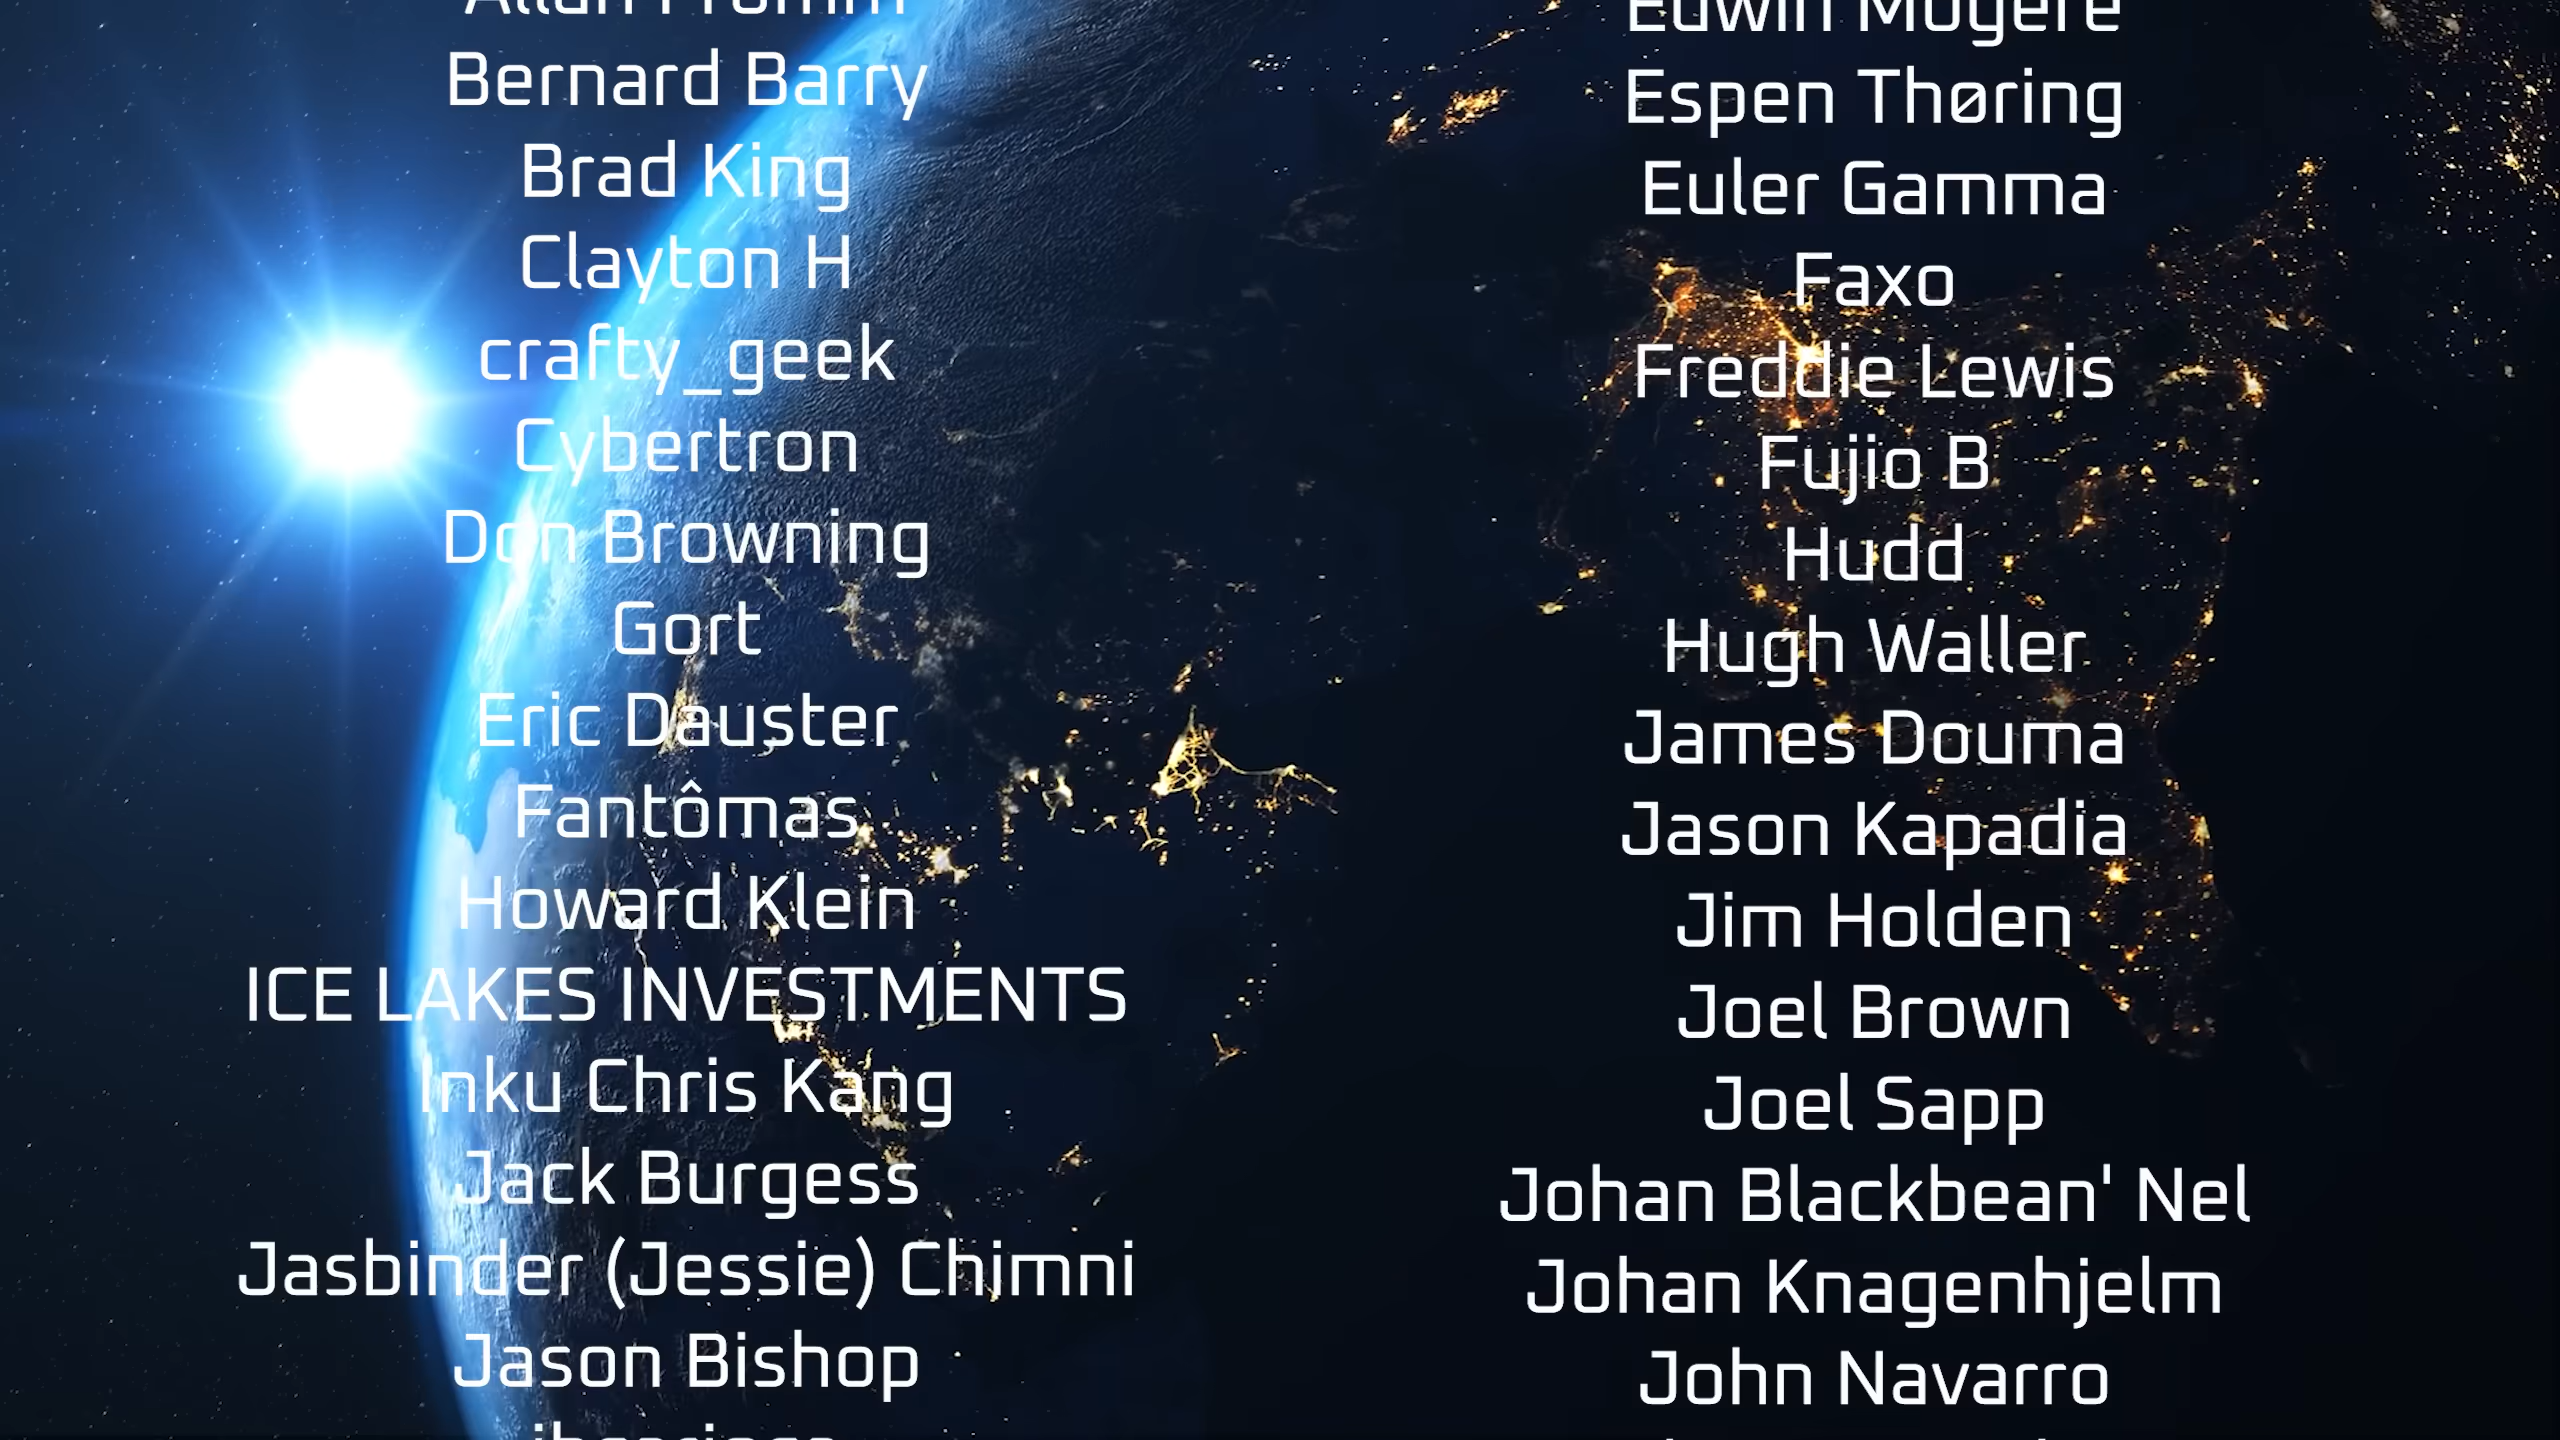 Bernard Barry
Brad King
Clayton H
crafty_geek
Cybertron
Don Browning
Gort
Eric Dauster
Fantômas
Howard Klein
ICE LAKES INVESTMENTS
Inku Chris Kang
Jack Burgess
Jasbinder (Jessie) Chimni
Jason Bishop
Edwin Mogere
Espen Thøring
Euler Gamma
Faxo
Freddie Lewis
Fujio B
Hudd
Hugh Waller
James Douma
Jason Kapadia
Jim Holden
Joel Brown
Joel Sapp
Johan Blackbean' Nel
Johan Knagenhjelm
John Navarro